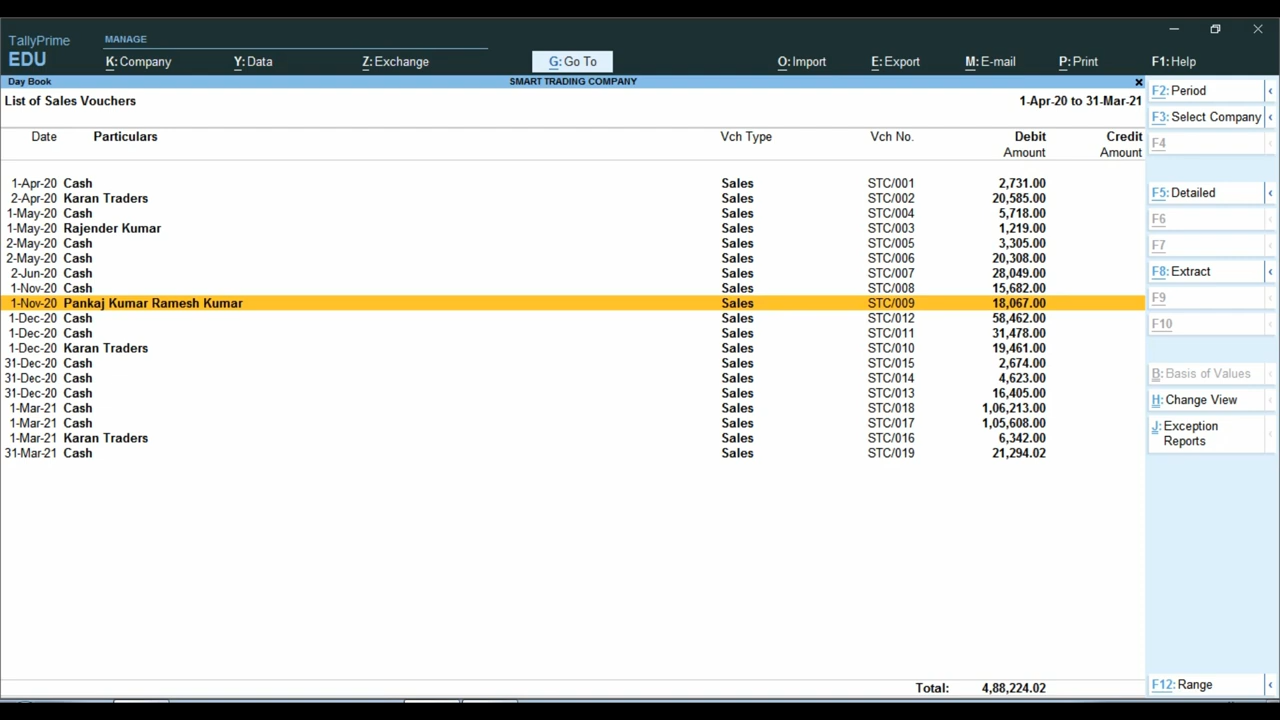 TallyPrime
EDU
MANAGE
K: Company Y: Data Z: Exchange G: Go To O: Import E: Export M: E-mail P: Print F1: Help
Day Book SMART TRADING COMPANY ×
List of Sales Vouchers 1-Apr-20 to 31-Mar-21
Date Particulars Vch Type Vch No. Debit Credit
Amount Amount
1-Apr-20 Cash Sales STC/001 2,731.00
2-Apr-20 Karan Traders Sales STC/002 20,585.00
1-May-20 Cash Sales STC/004 5,718.00
1-May-20 Rajender Kumar Sales STC/003 1,219.00
2-May-20 Cash Sales STC/005 3,305.00
2-May-20 Cash Sales STC/006 20,308.00
2-Jun-20 Cash Sales STC/007 28,049.00
1-Nov-20 Cash Sales STC/008 15,682.00
1-Nov-20 Pankaj Kumar Ramesh Kumar Sales STC/009 18,067.00
1-Dec-20 Cash Sales STC/012 58,462.00
1-Dec-20 Cash Sales STC/011 31,478.00
1-Dec-20 Karan Traders Sales STC/010 19,461.00
31-Dec-20 Cash Sales STC/015 2,674.00
31-Dec-20 Cash Sales STC/014 4,623.00
31-Dec-20 Cash Sales STC/013 16,405.00
1-Mar-21 Cash Sales STC/018 1,06,213.00
1-Mar-21 Cash Sales STC/017 1,05,608.00
1-Mar-21 Karan Traders Sales STC/016 6,342.00
31-Mar-21 Cash Sales STC/019 21,294.02
Total: 4,88,224.02
F2: Period
F3: Select Company
F4
F5: Detailed
F6
F7
F8: Extract
F9
F10
B: Basis of Values
H: Change View
J: Exception
Reports
F12: Range